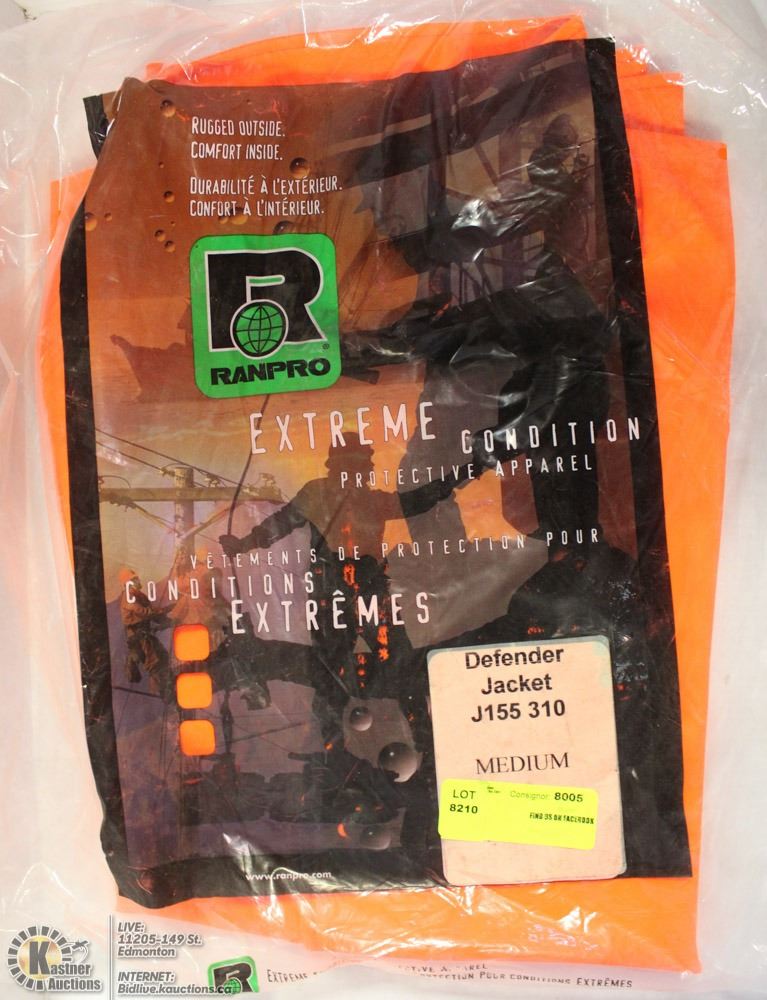 RUGGED OUTSIDE.
COMFORT INSIDE.
DURABILITÉ À L'EXTÉRIEUR.
CONFORT À L'INTÉRIEUR.
R
®
RANPRO
EXTREME CONDITION
PROTECTIVE APPAREL
VÊTEMENTS DE PROTECTION POUR
CONDITIONS
EXTRÊMES
Defender
Jacket
J155 310
MEDIUM
LOT
8210
Consignor: 8005
FIND US ON FACEBOOK
www.ranpro.com
K
Kastner
Auctions
LIVE:
11205-149 St.
Edmonton
INTERNET:
Bidlive.kauctions.ca
R
EXTREME
CONDITIONS EXTRÊMES